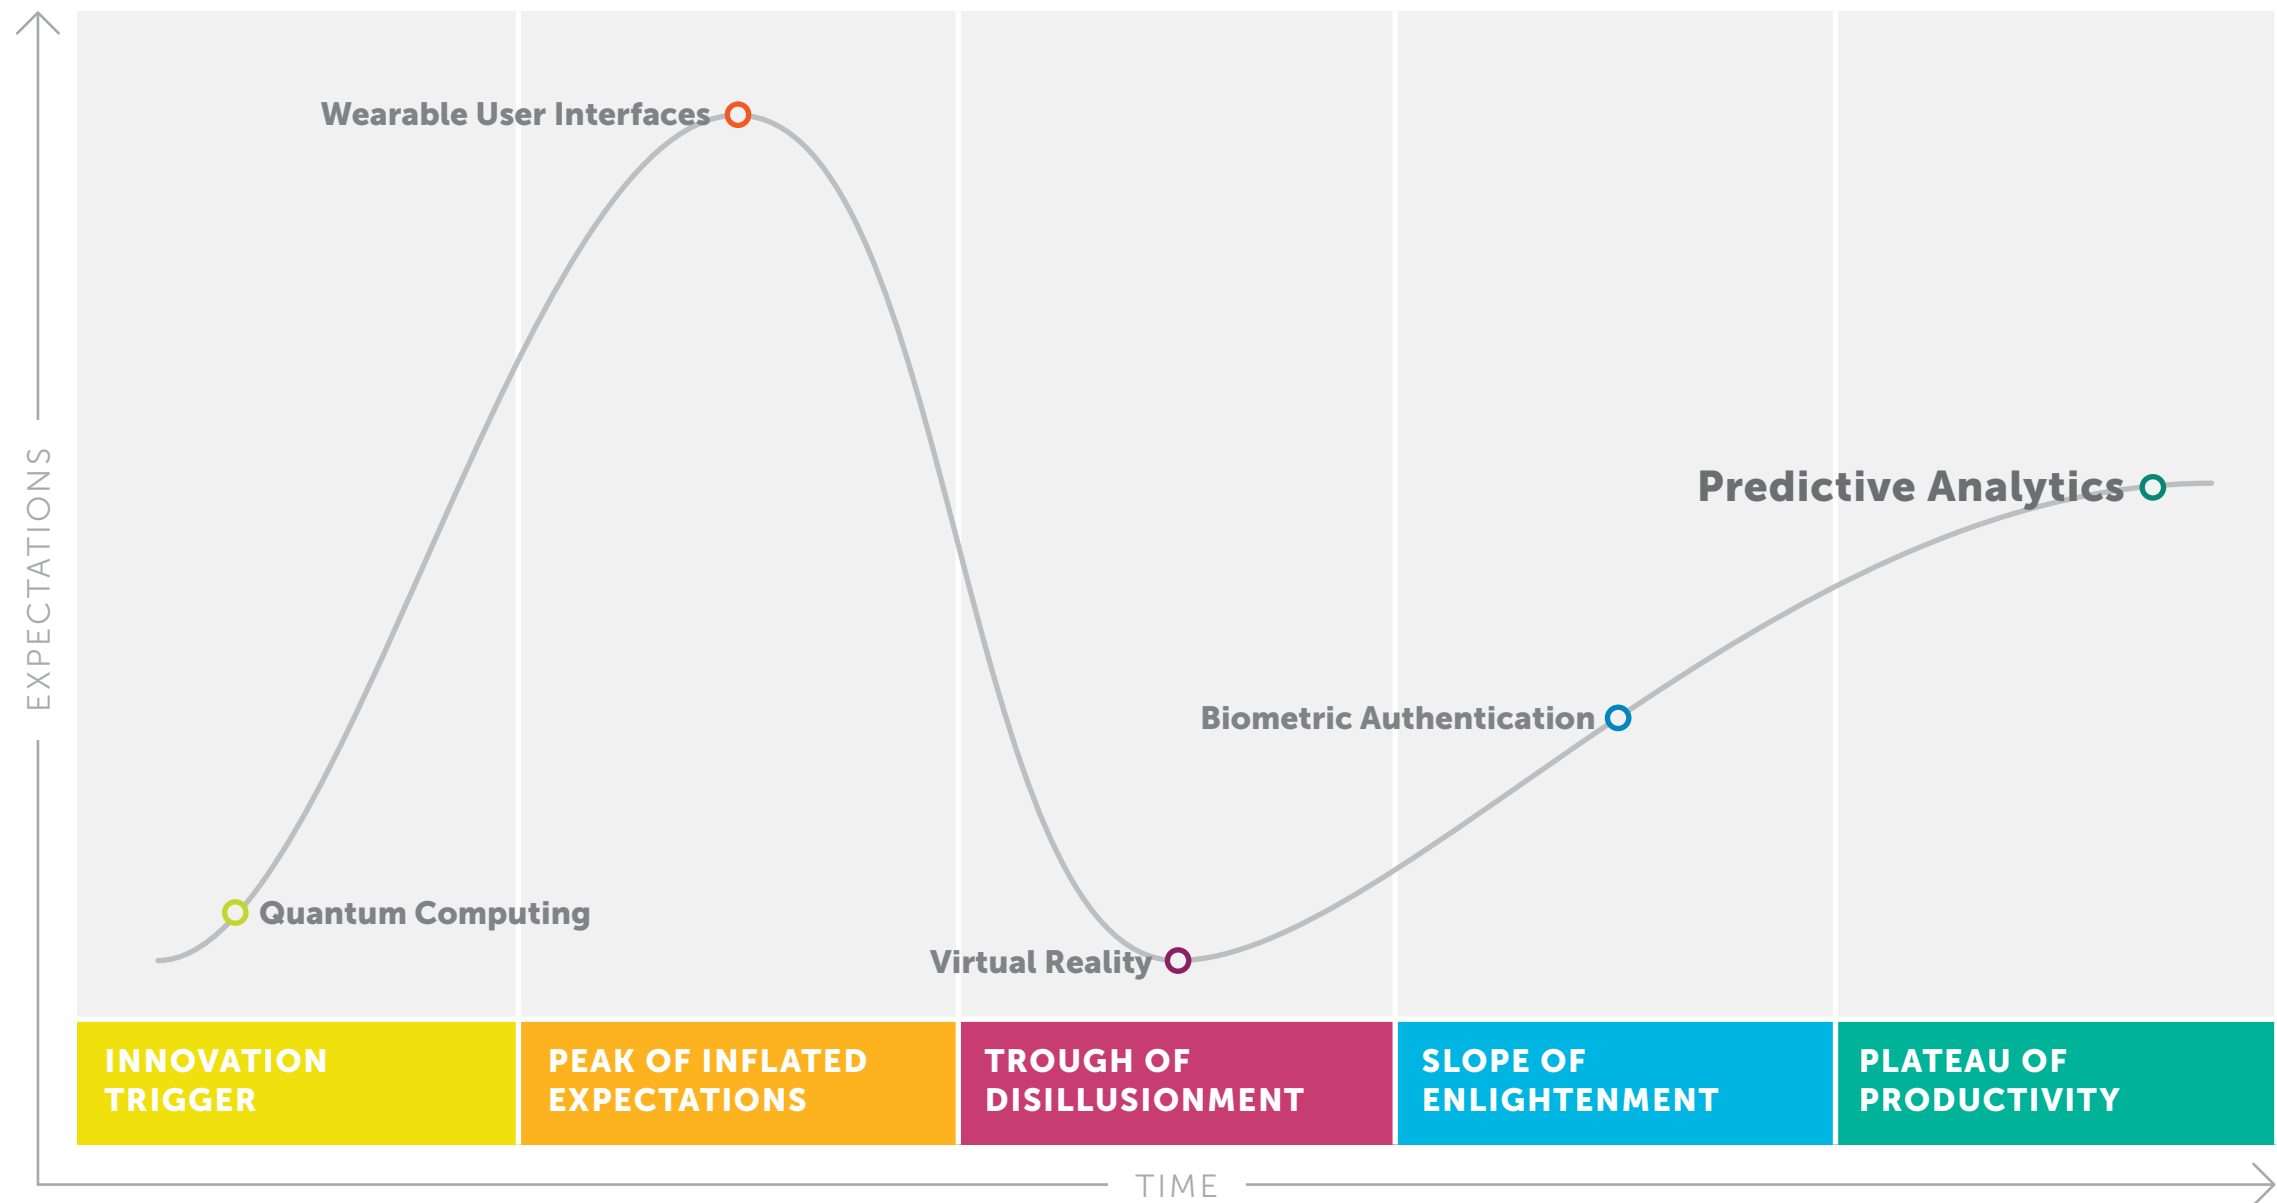 Wearable User Interfaces
EXPECTATIONS
Predictive Analytics
Biometric Authentication
Quantum Computing
Virtual Reality
INNOVATION
TRIGGER
PEAK OF INFLATED
EXPECTATIONS
TROUGH OF
DISILLUSIONMENT
SLOPE OF
ENLIGHTENMENT
PLATEAU OF
PRODUCTIVITY
TIME